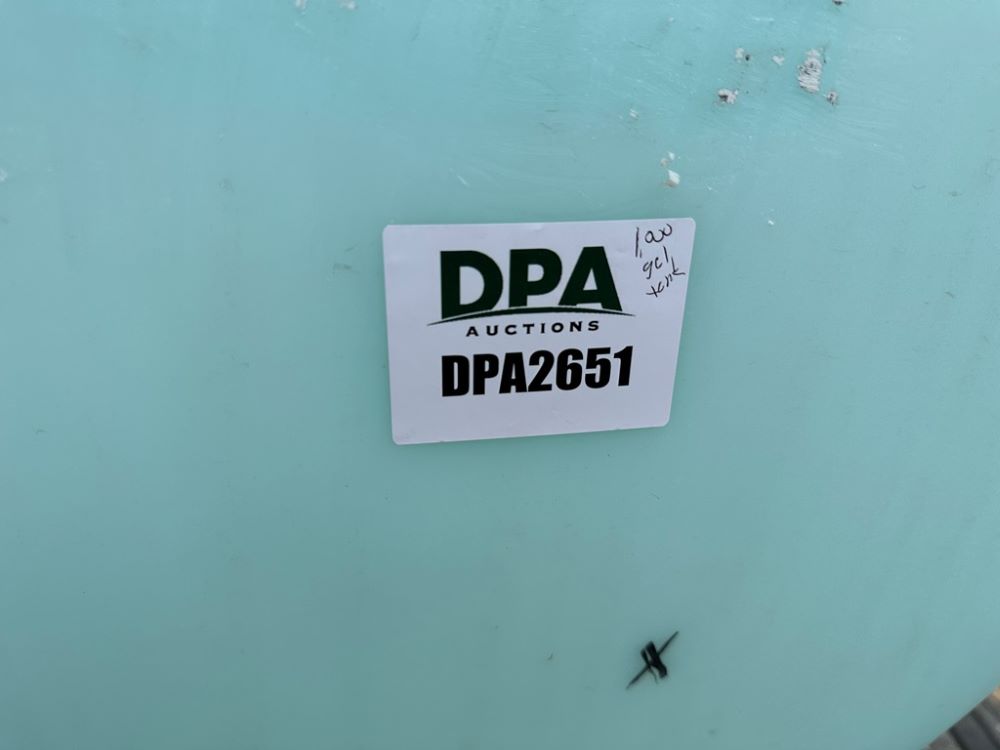 DPA
AUCTIONS
DPA2651
1,000
gal
tank